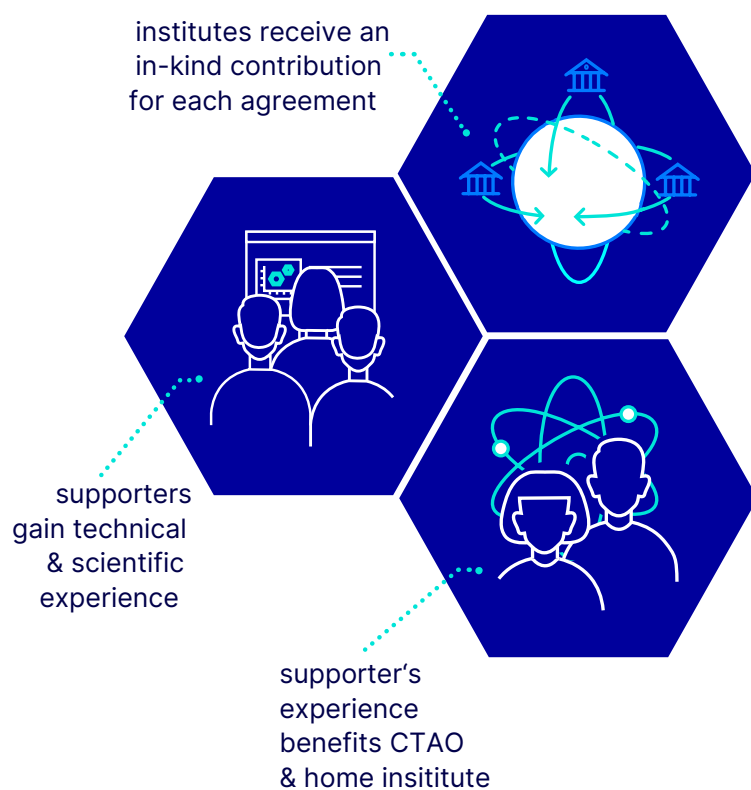 institutes receive an
in-kind contribution
for each agreement
supporters
gain technical
& scientific
experience
supporter‘s
experience
benefits CTAO
& home insititute